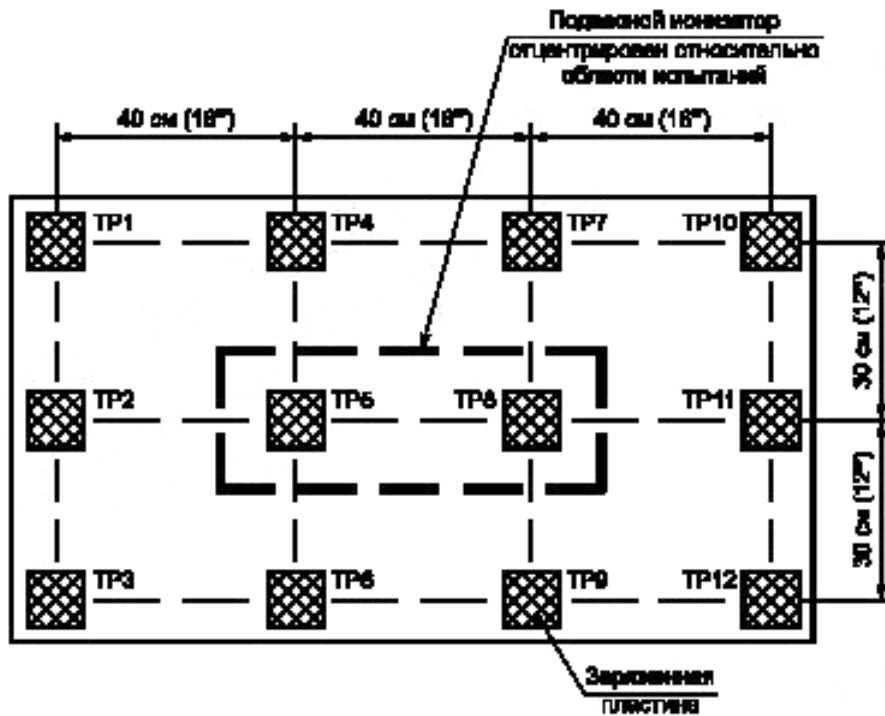 Подвесной ионизатор
отцентрирован относительно
области испытаний
40 см (16")
40 см (16")
40 см (16")
TP1
TP4
TP7
TP10
30 см (12")
TP2
TP5
TP8
TP11
30 см (12")
TP3
TP6
TP9
TP12
Заряженная
пластина